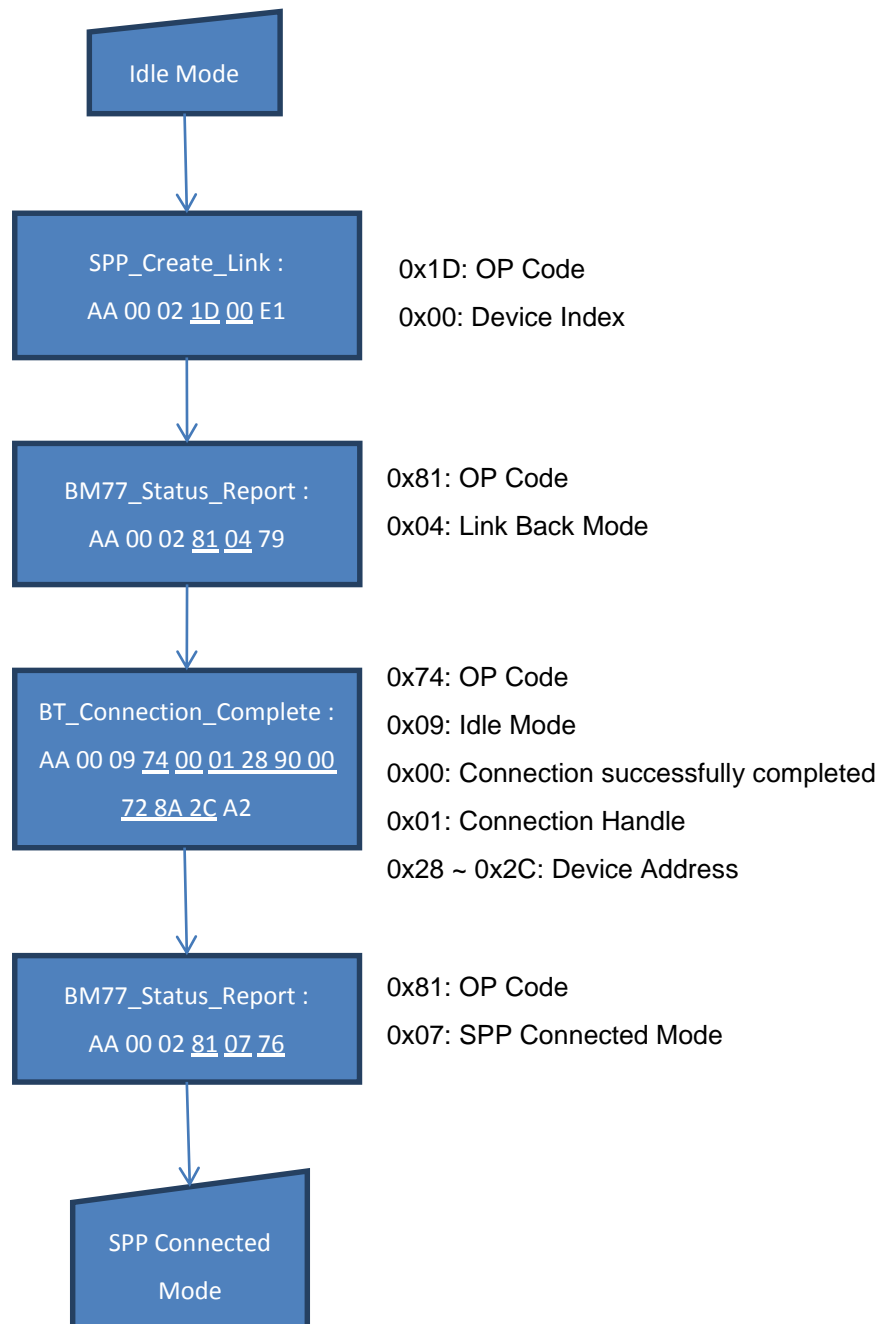 Idle Mode
SPP_Create_Link :
AA 00 02 1D 00 E1
0x1D: OP Code
0x00: Device Index
BM77_Status_Report :
AA 00 02 81 04 79
0x81: OP Code
0x04: Link Back Mode
BT_Connection_Complete :
AA 00 09 74 00 01 28 90 00
72 8A 2C A2
0x74: OP Code
0x09: Idle Mode
0x00: Connection successfully completed
0x01: Connection Handle
0x28 ~ 0x2C: Device Address
BM77_Status_Report :
AA 00 02 81 07 76
0x81: OP Code
0x07: SPP Connected Mode
SPP Connected
Mode